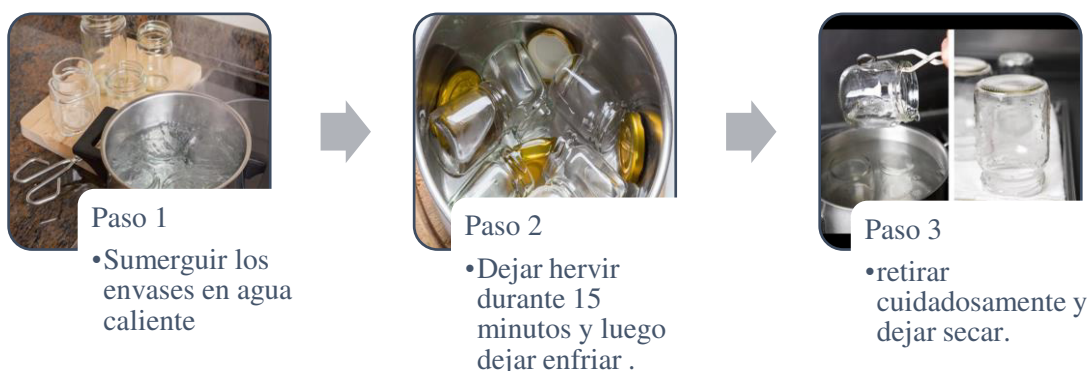 Paso 1
•Sumerguir los
envases en agua
caliente
Paso 2
•Dejar hervir
durante 15
minutos y luego
dejar enfriar .
Paso 3
•retirar
cuidadosamente y
dejar secar.